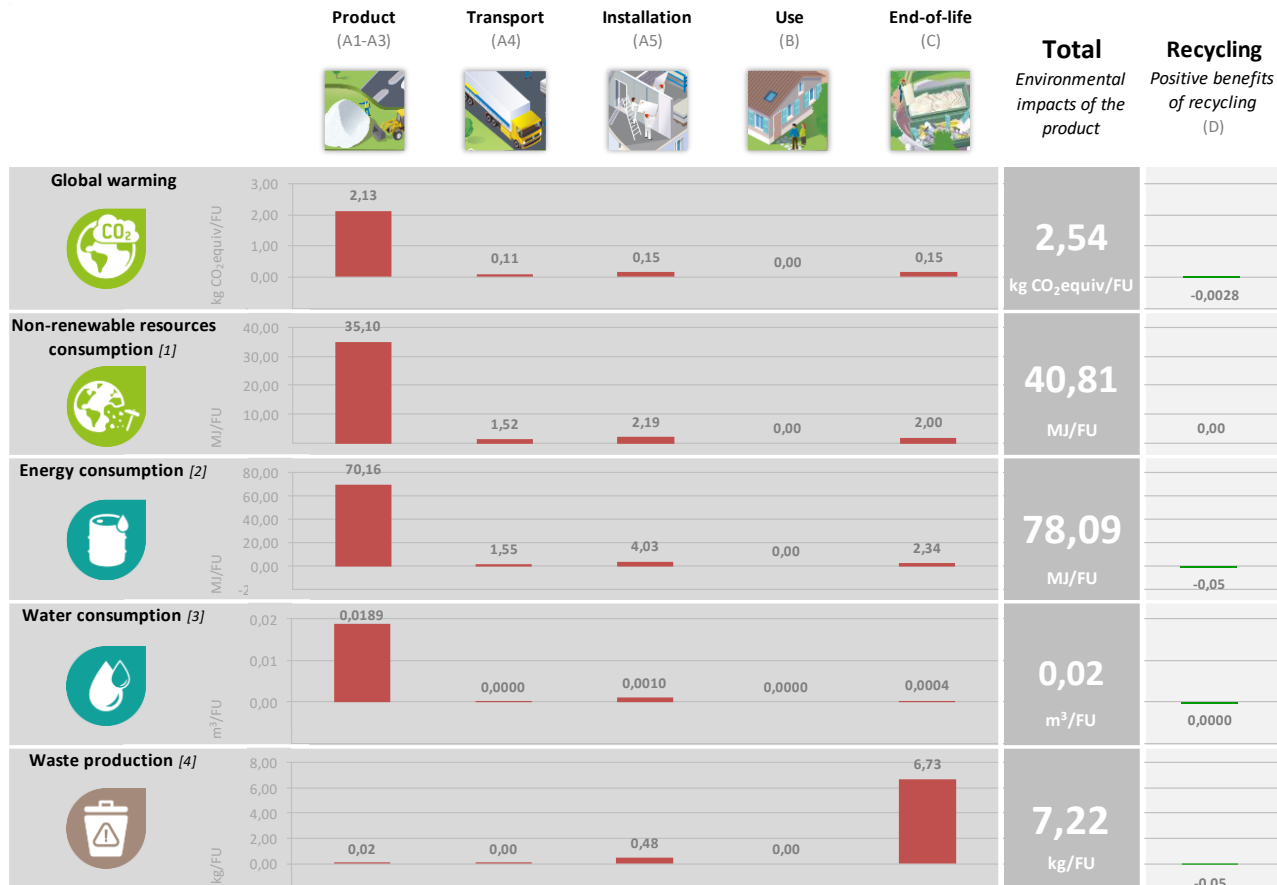 Product
(A1-A3)
Transport
(A4)
Installation
(A5)
Use
(B)
End-of-life
(C)
Total
Environmental
impacts of the
product
Recycling
Positive benefits
of recycling
(D)
Global warming
CO2
kg CO2equiv/FU
3,00
2,00
1,00
0,00
2,13
0,11
0,15
0,00
0,15
2,54
kg CO2equiv/FU
-0,0028
Non-renewable resources
consumption [1]
MJ/FU
40,00
30,00
20,00
10,00
35,10
1,52
2,19
0,00
2,00
40,81
MJ/FU
0,00
Energy consumption [2]
MJ/FU
80,00
60,00
40,00
20,00
0,00
70,16
1,55
4,03
0,00
2,34
78,09
MJ/FU
-0,05
Water consumption [3]
m³/FU
0,02
0,01
0,00
0,0189
0,0000
0,0010
0,0000
0,0004
0,02
m³/FU
0,0000
Waste production [4]
kg/FU
8,00
6,00
4,00
2,00
0,00
0,02
0,00
0,48
0,00
6,73
7,22
kg/FU
-0,05